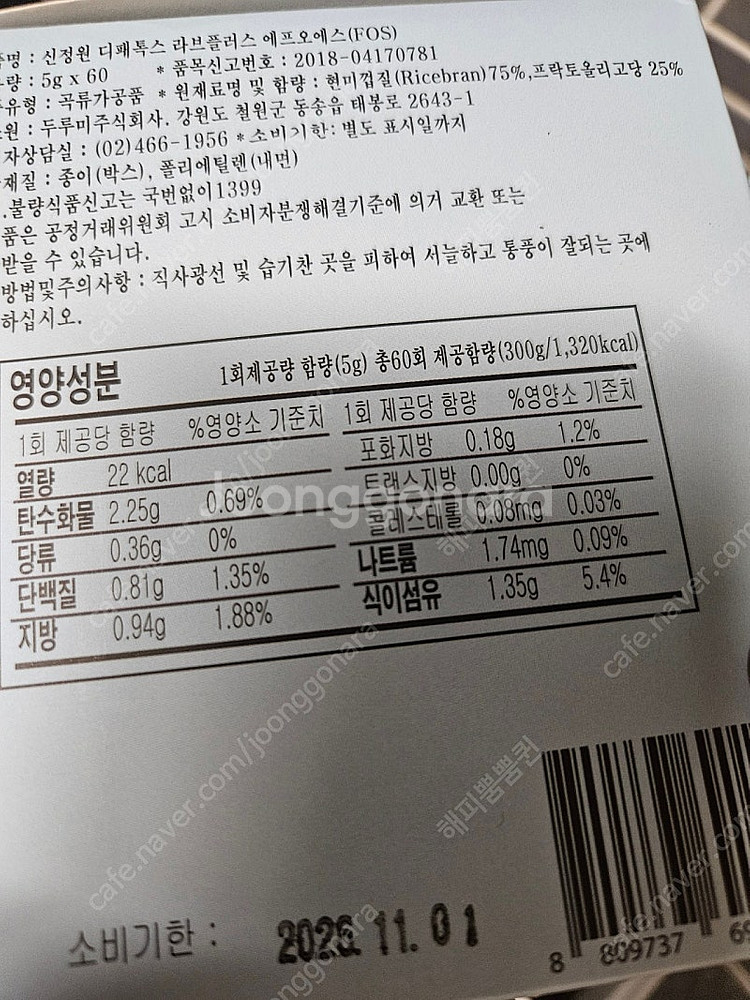 명 : 신정원 디패톡스 라브플러스 에프오에스(FOS)
량 : 5g x 60 * 품목신고번호 : 2018-04170781
유형 : 곡류가공품 * 원재료명 및 함량 : 현미껍질(Ricebran)75%,프락토올리고당 25%
원 : 두루미주식회사. 강원도 철원군 동송읍 태봉로 2643-1
자상담실 : (02)466-1956 * 소비기한: 별도 표시일까지
재질 : 종이(박스), 폴리에틸렌(내면)
.불량식품신고는 국번없이1399
품은 공정거래위원회 고시 소비자분쟁해결기준에 의거 교환 또는
받을 수 있습니다.
방법및주의사항 : 직사광선 및 습기찬 곳을 피하여 서늘하고 통풍이 잘되는 곳에
하십시오.
영양성분 1회제공량 함량(5g) 총60회 제공함량(300g/1,320kcal)
1회 제공당 함량 %영양소 기준치 1회 제공당 함량 %영양소 기준치
열량 22 kcal 포화지방 0.18g 1.2%
탄수화물 2.25g 0.69% 트랜스지방 0.00g 0%
당류 0.36g 0% 콜레스테롤 0.08mg 0.03%
단백질 0.81g 1.35% 나트륨 1.74mg 0.09%
지방 0.94g 1.88% 식이섬유 1.35g 5.4%
Joonggonara
cafe.naver.com/joonggonara
해피뿜뿜퀸
소비기한 : 2026. 11. 01
8 809737 69